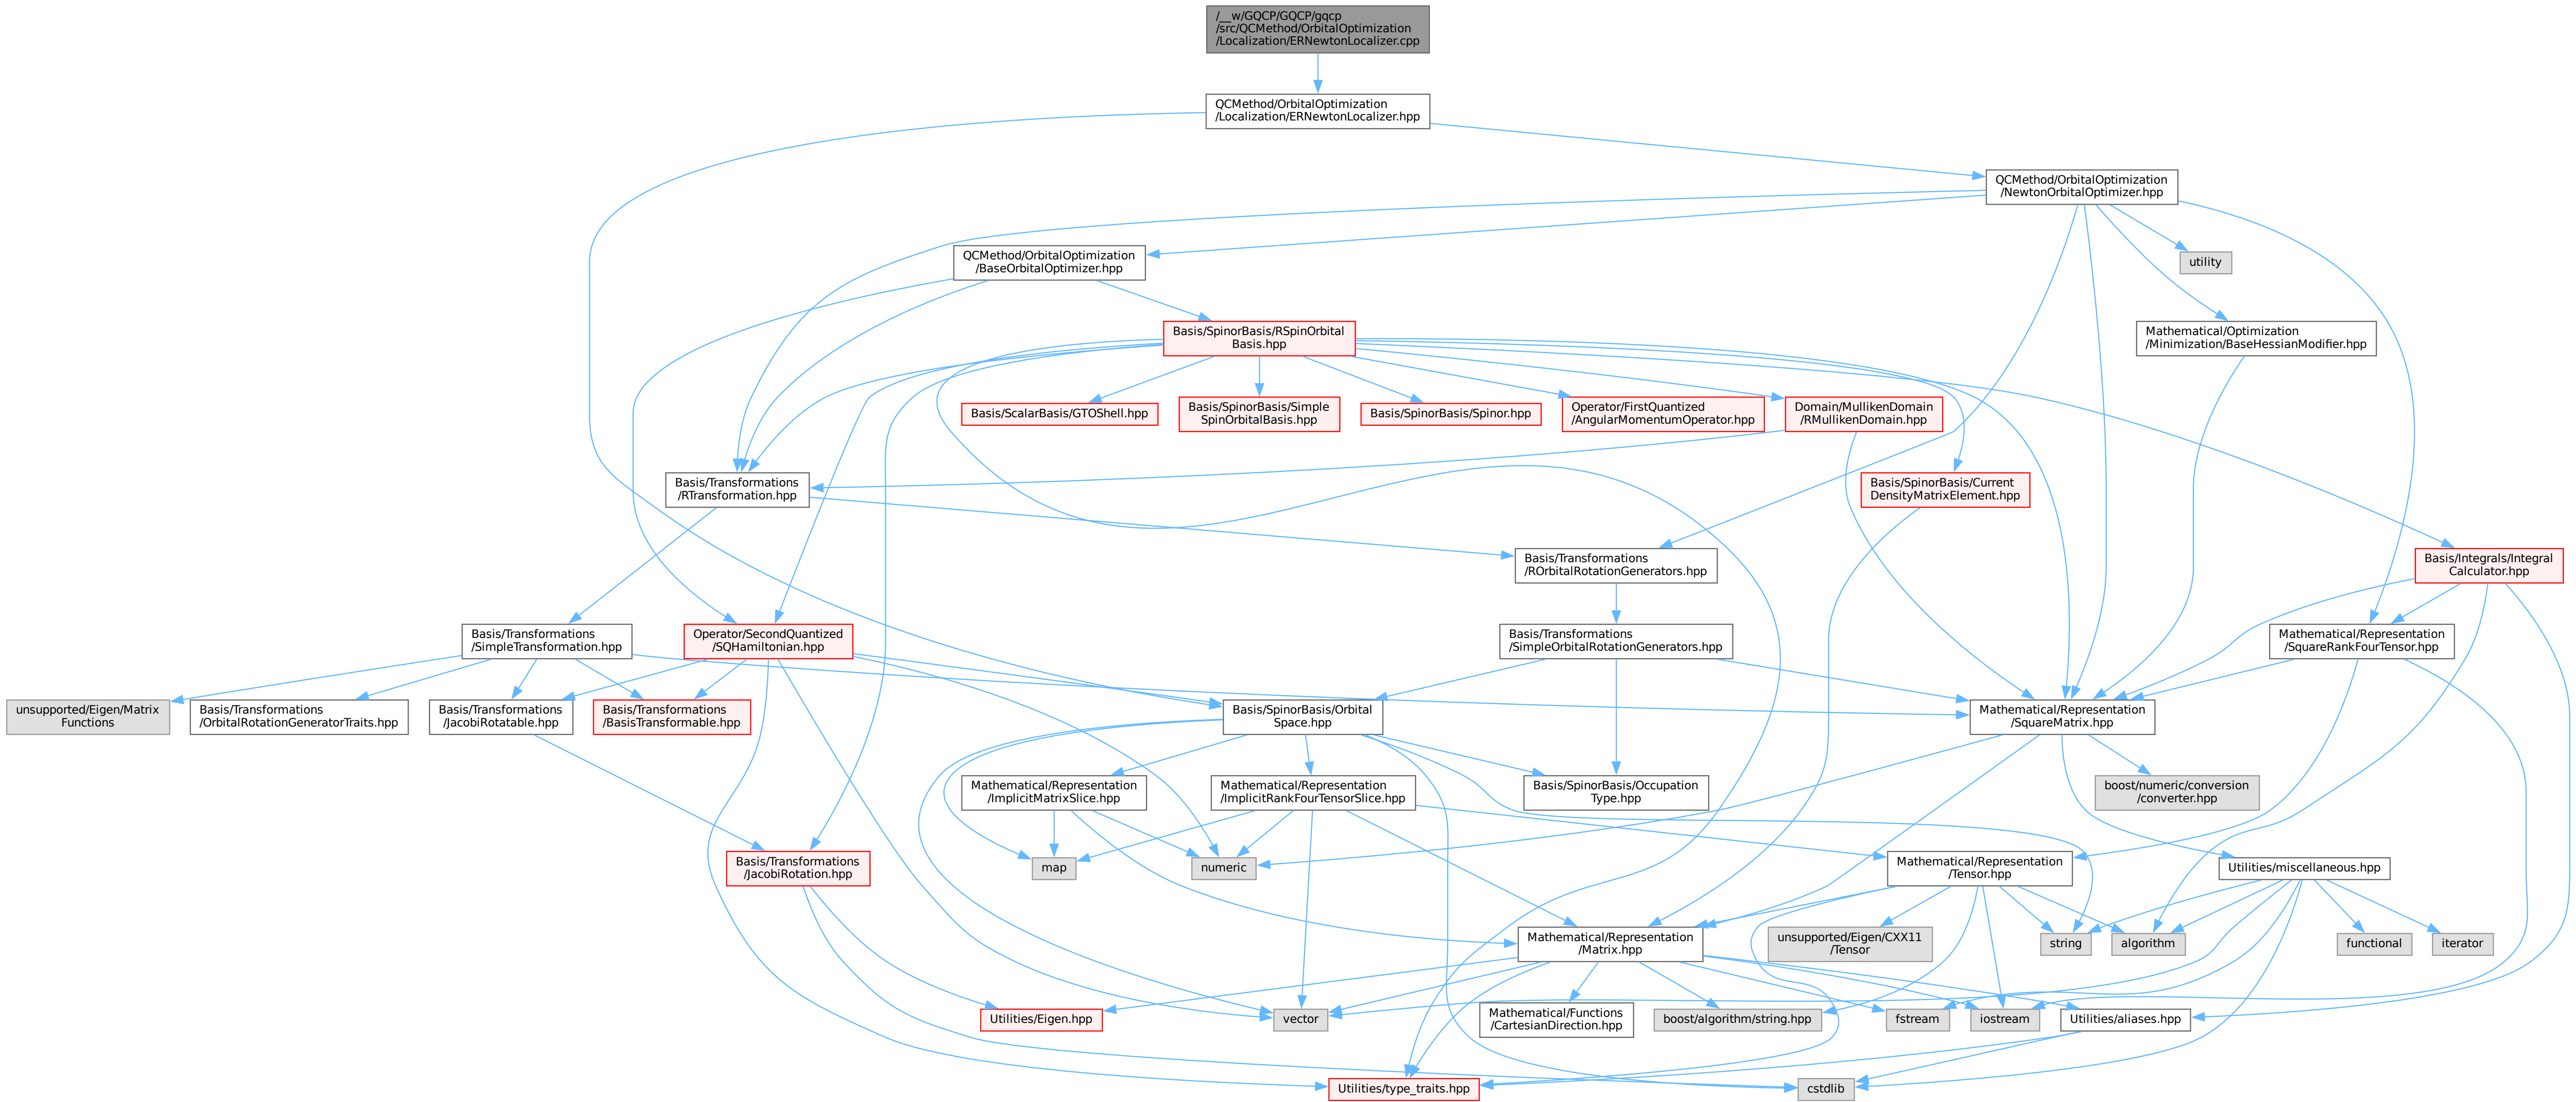 /__w/GQCP/GQCP/gqcp
/src/QCMethod/OrbitalOptimization
/Localization/ERNewtonLocalizer.cpp
QCMethod/OrbitalOptimization
/Localization/ERNewtonLocalizer.hpp
QCMethod/OrbitalOptimization
/NewtonOrbitalOptimizer.hpp
QCMethod/OrbitalOptimization
/BaseOrbitalOptimizer.hpp
utility
Basis/SpinorBasis/RSpinOrbital
Basis.hpp
Mathematical/Optimization
/Minimization/BaseHessianModifier.hpp
Basis/ScalarBasis/GTOShell.hpp
Basis/SpinorBasis/Simple
SpinOrbitalBasis.hpp
Basis/SpinorBasis/Spinor.hpp
Operator/FirstQuantized
/AngularMomentumOperator.hpp
Domain/MullikenDomain
/RMullikenDomain.hpp
Basis/Transformations
/RTransformation.hpp
Basis/SpinorBasis/Current
DensityMatrixElement.hpp
Basis/Transformations
/ROrbitalRotationGenerators.hpp
Basis/Integrals/Integral
Calculator.hpp
Basis/Transformations
/SimpleTransformation.hpp
Operator/SecondQuantized
/SQHamiltonian.hpp
Basis/Transformations
/SimpleOrbitalRotationGenerators.hpp
Mathematical/Representation
/SquareRankFourTensor.hpp
unsupported/Eigen/Matrix
Functions
Basis/Transformations
/OrbitalRotationGeneratorTraits.hpp
Basis/Transformations
/JacobiRotatable.hpp
Basis/Transformations
/BasisTransformable.hpp
Basis/SpinorBasis/Orbital
Space.hpp
Mathematical/Representation
/SquareMatrix.hpp
Mathematical/Representation
/ImplicitMatrixSlice.hpp
Mathematical/Representation
/ImplicitRankFourTensorSlice.hpp
Basis/SpinorBasis/Occupation
Type.hpp
boost/numeric/conversion
/converter.hpp
Basis/Transformations
/JacobiRotation.hpp
map
numeric
Mathematical/Representation
/Tensor.hpp
Utilities/miscellaneous.hpp
Mathematical/Representation
/Matrix.hpp
unsupported/Eigen/CXX11
/Tensor
string
algorithm
functional
iterator
Utilities/Eigen.hpp
vector
Mathematical/Functions
/CartesianDirection.hpp
boost/algorithm/string.hpp
fstream
iostream
Utilities/aliases.hpp
Utilities/type_traits.hpp
cstdlib